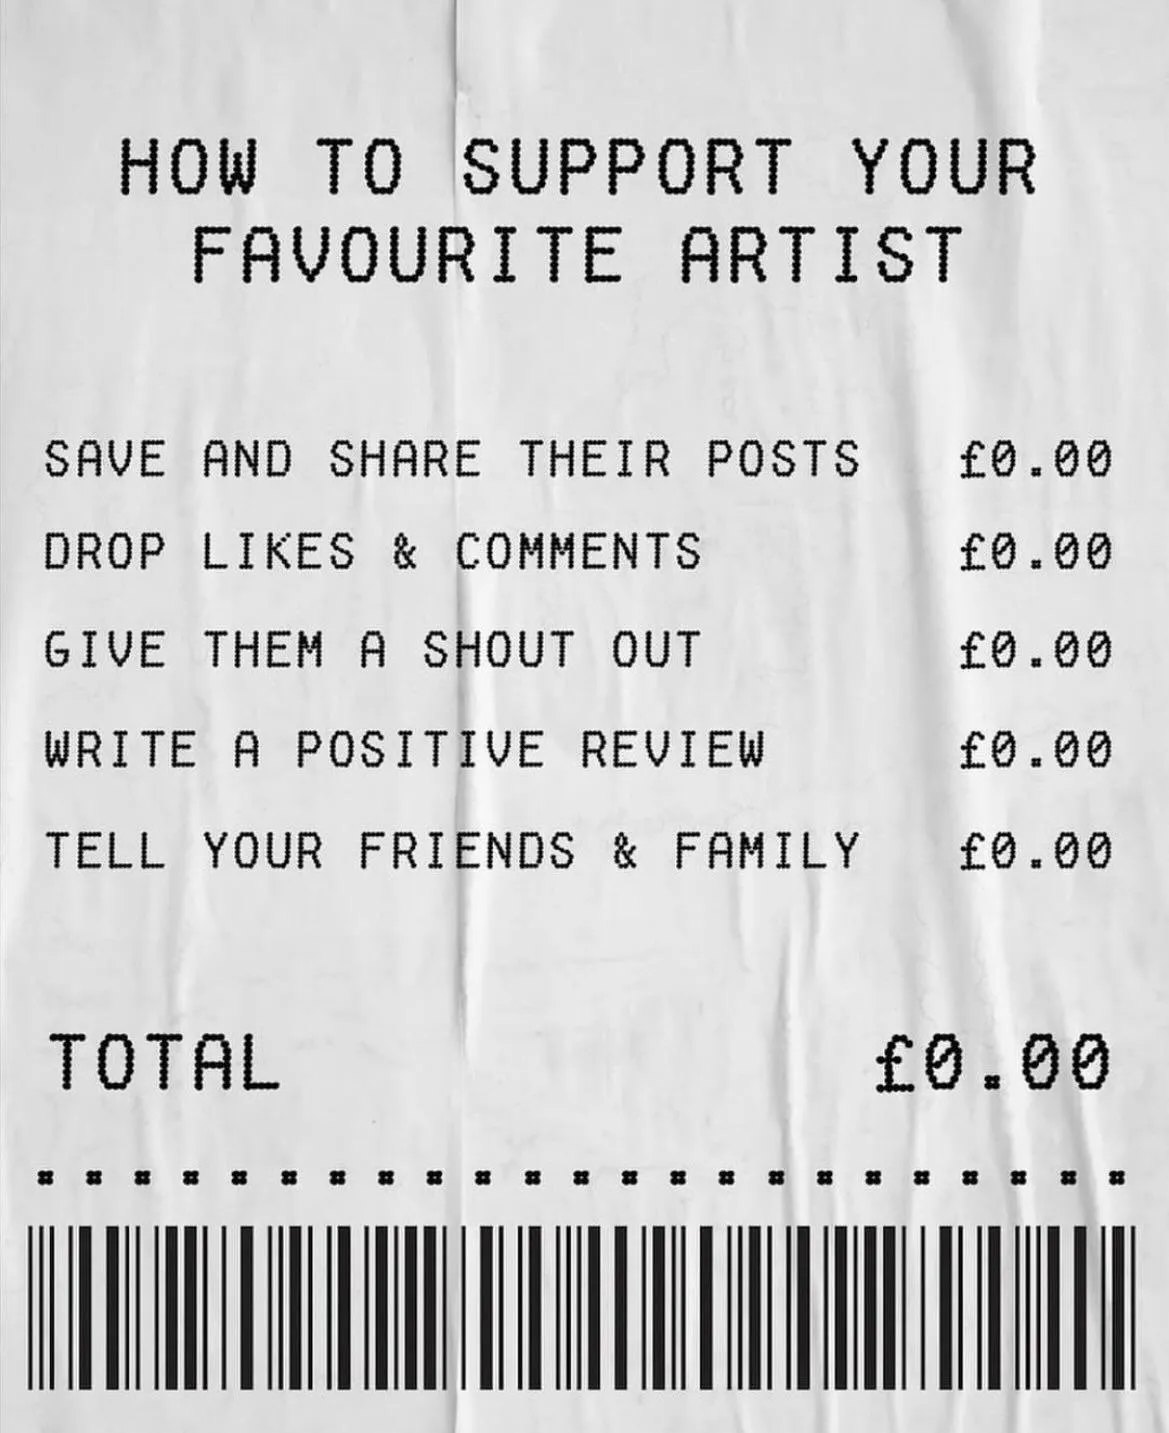 HOW TO SUPPORT YOUR
FAVOURITE ARTIST
SAVE AND SHARE THEIR POSTS £0.00
DROP LIKES & COMMENTS £0.00
GIVE THEM A SHOUT OUT £0.00
WRITE A POSITIVE REVIEW £0.00
TELL YOUR FRIENDS & FAMILY £0.00
TOTAL £0.00